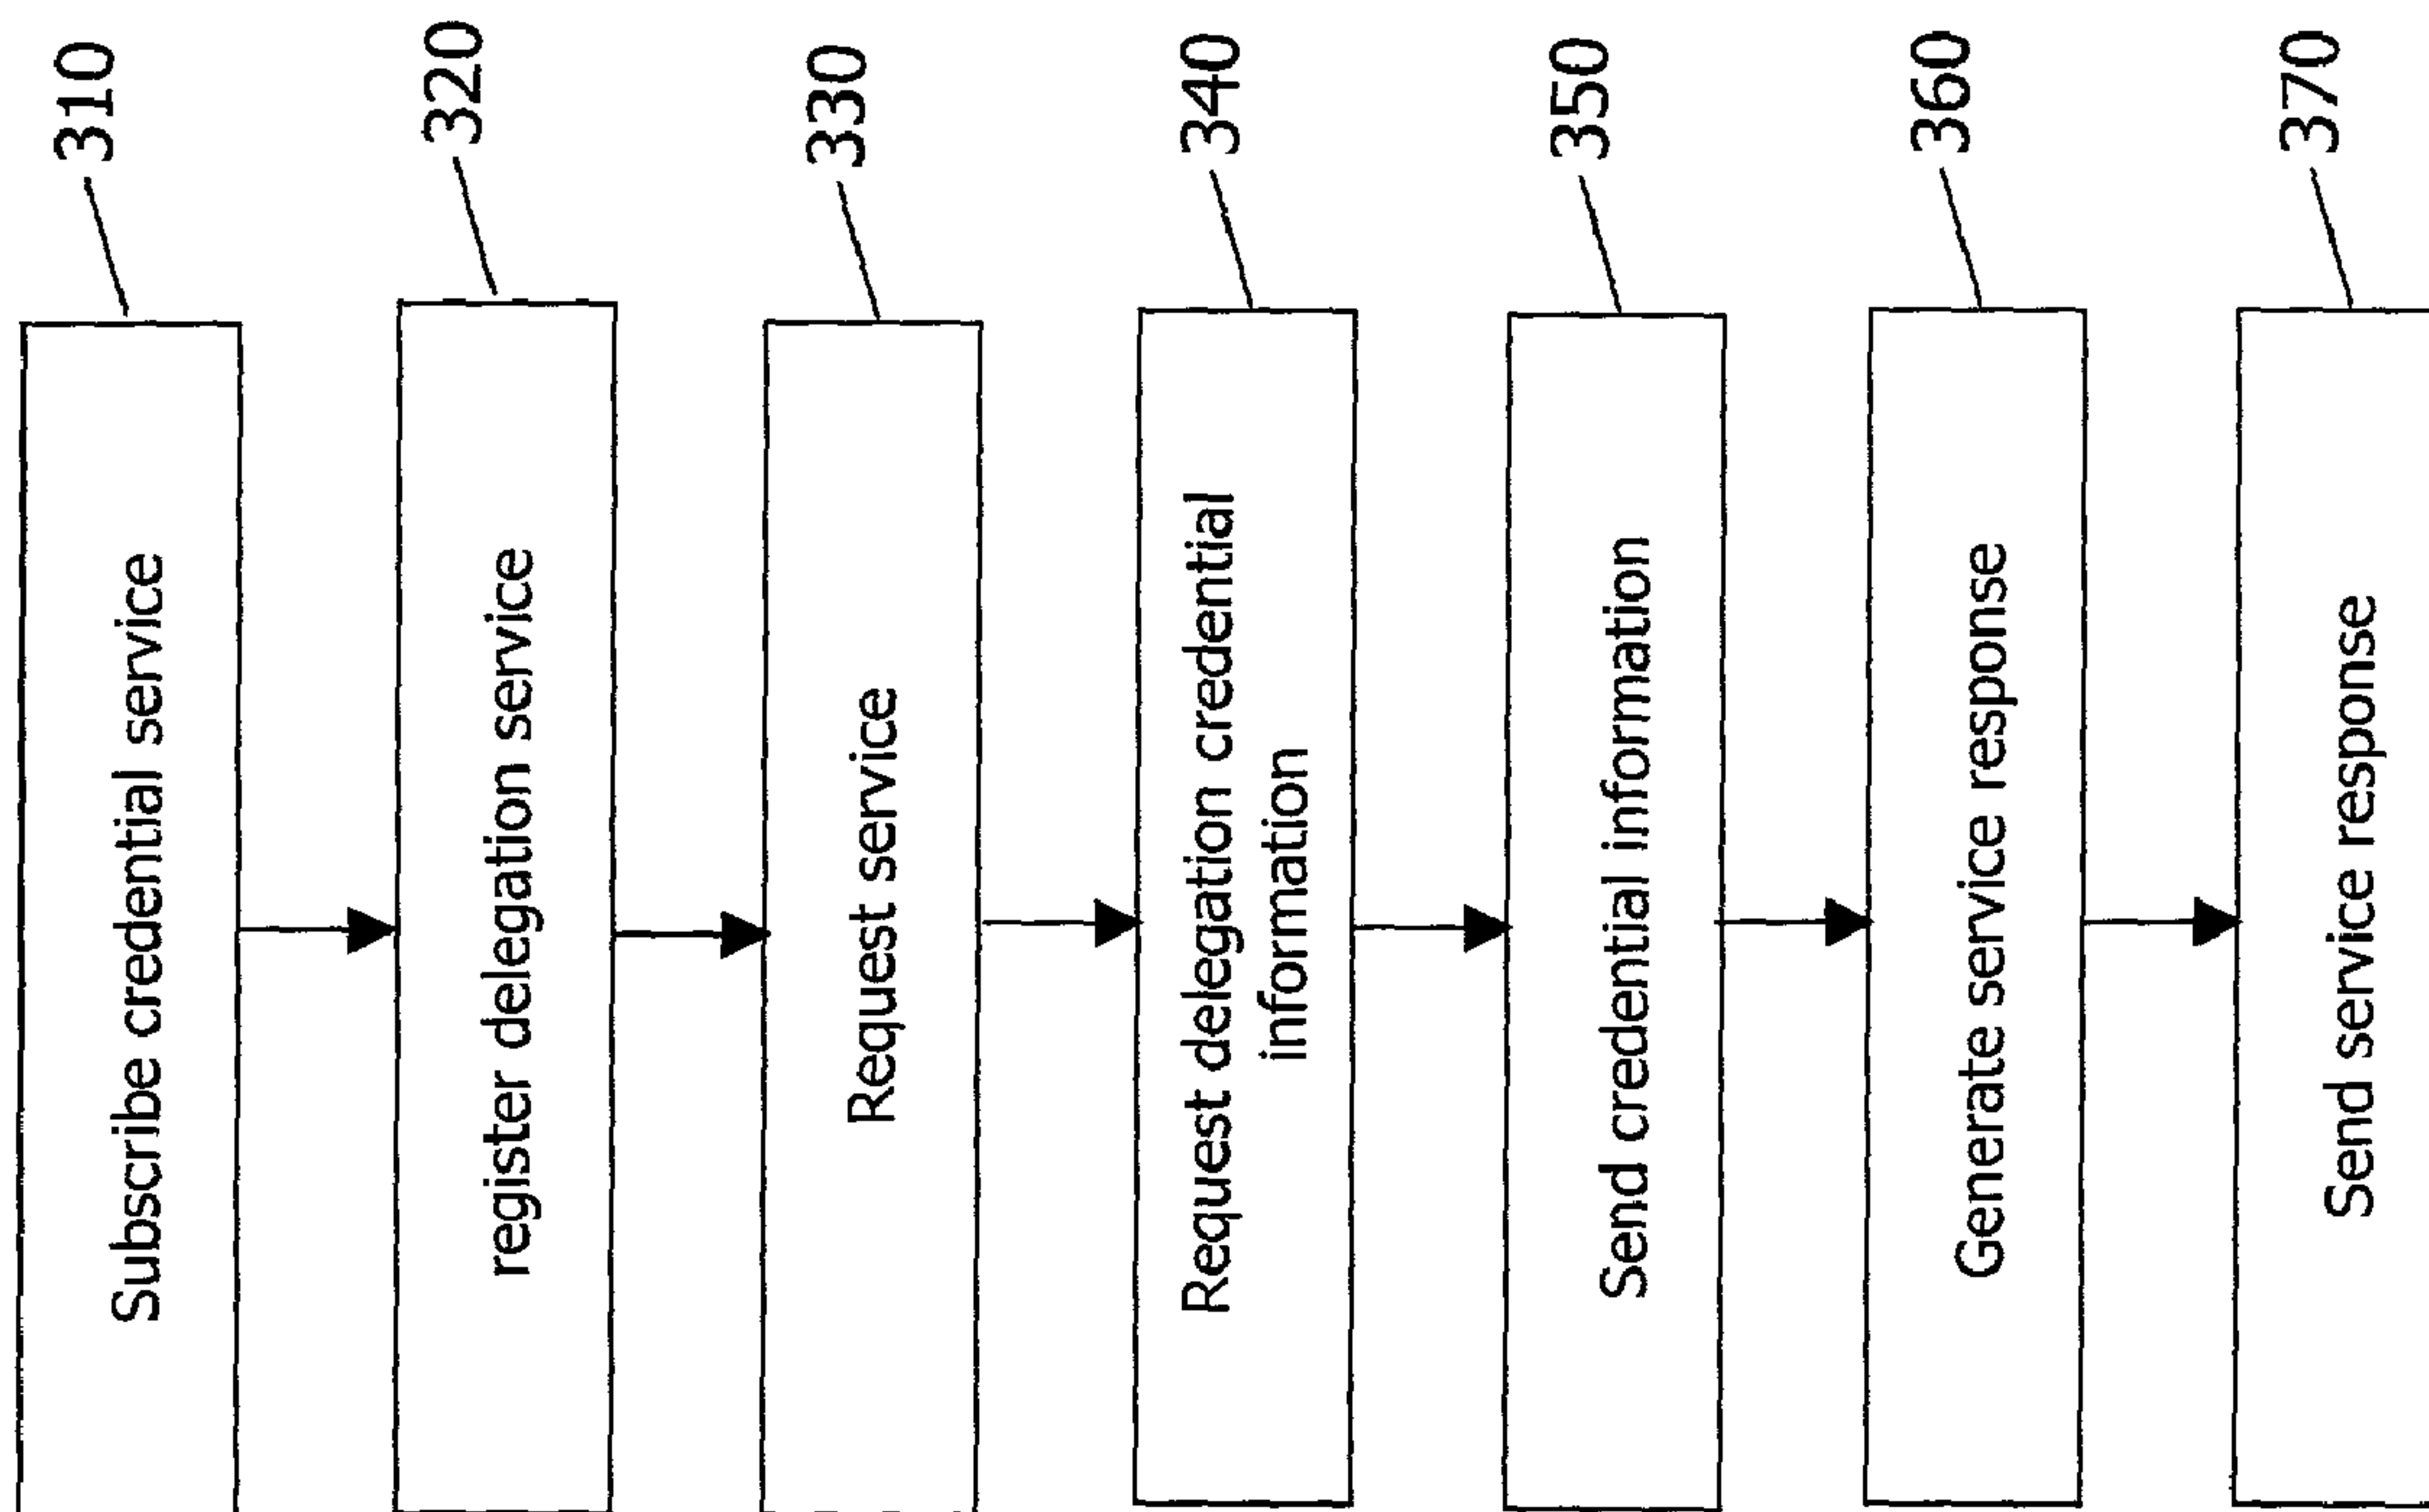 Subscribe credential service
310
register delegation service
320
Request service
330
Request delegation credential
information
340
Send credential information
350
Generate service response
360
Send service response
370